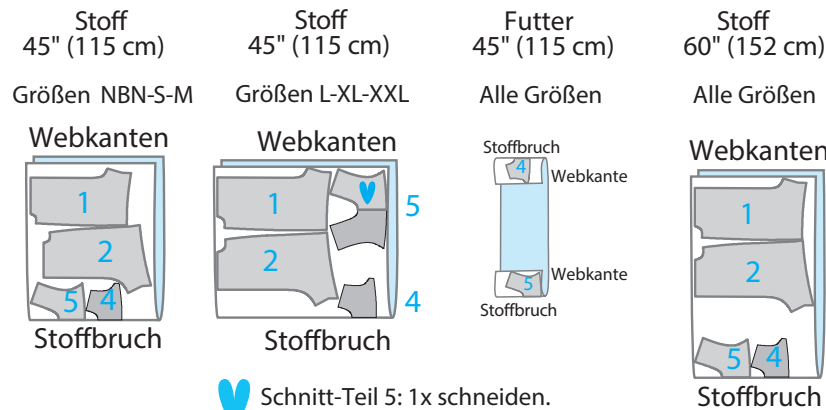 Stoff
45" (115 cm)
Größen NBN-S-M
Webkanten
1
2
5
4
Stoffbruch
Stoff
45" (115 cm)
Größen L-XL-XXL
Webkanten
1
5
2
4
Stoffbruch
Futter
45" (115 cm)
Alle Größen
Stoffbruch
4
Webkante
Webkante
5
Stoffbruch
Stoff
60" (152 cm)
Alle Größen
Webkanten
1
2
5
4
Stoffbruch
Schnitt-Teil 5: 1x schneiden.